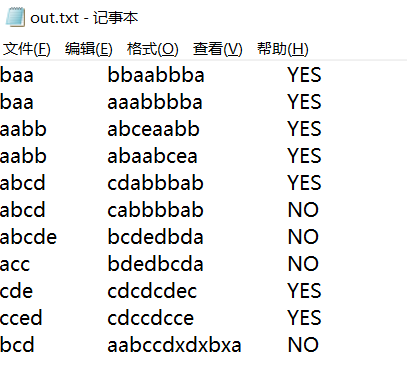 out.txt - 记事本
文件(F) 编辑(E) 格式(O) 查看(V) 帮助(H)
baa bbaabbba YES
baa aaabbbba YES
aabb abceaabb YES
aabb abaabcea YES
abcd cdabbbab YES
abcd cabbbbab NO
abcde bcdedbda NO
acc bdedbcda NO
cde cdcdcdec YES
cced cdccdcce YES
bcd aabccdxdxbxa NO